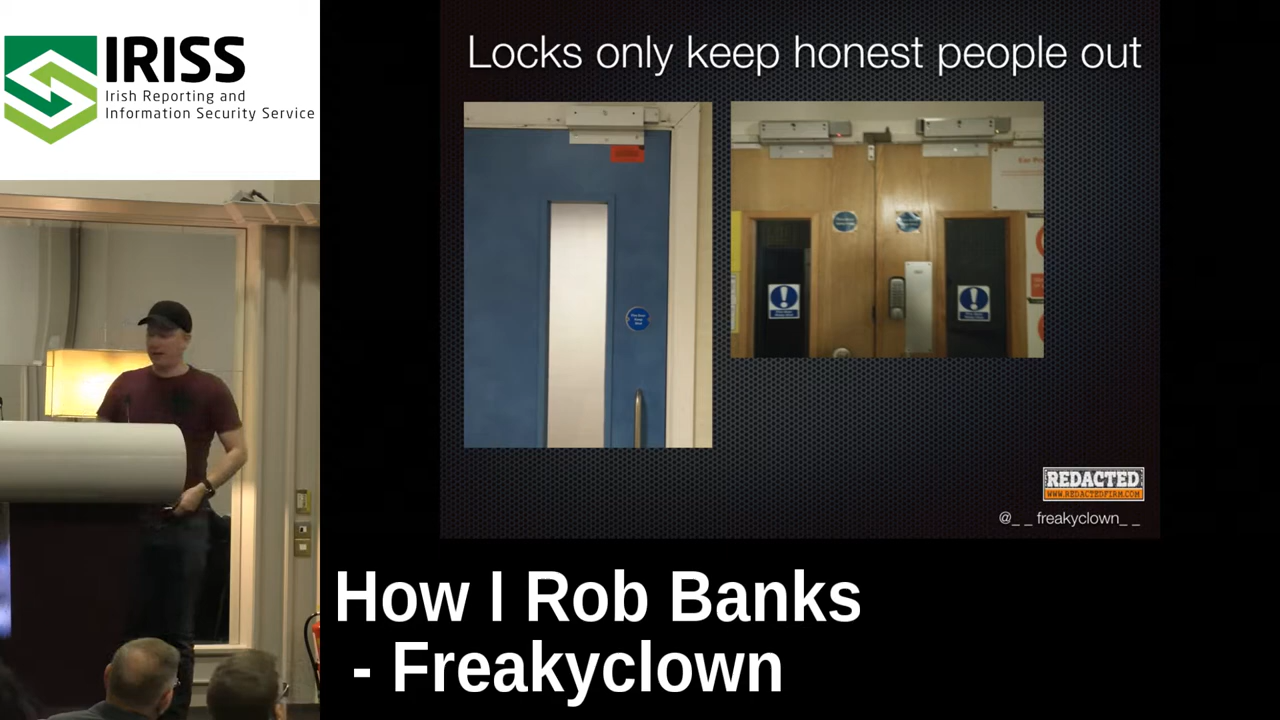 IRISS
Irish Reporting and
Information Security Service
Locks only keep honest people out
REDACTED
WWW.REDACTEDFIRM.COM
@_ _ freakyclown_ _
How I Rob Banks
- Freakyclown